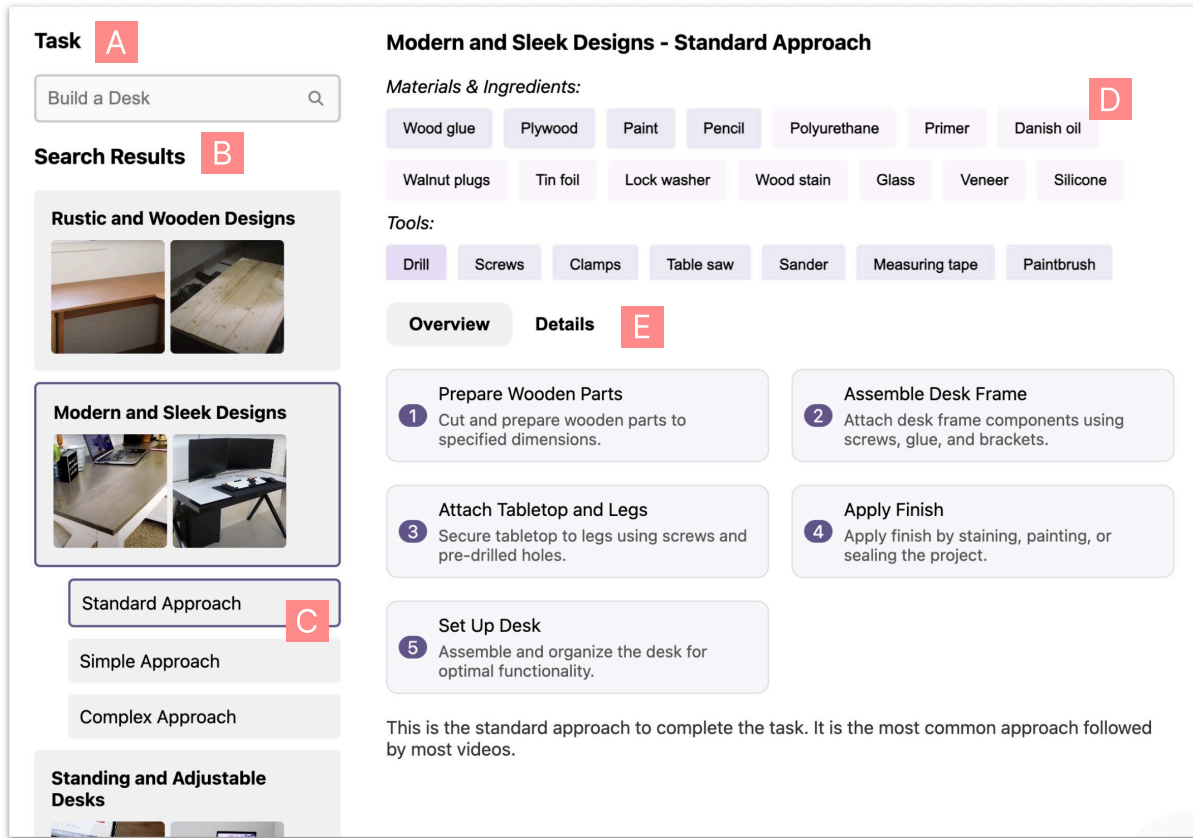 Task A
Build a Desk
Search Results B
Rustic and Wooden Designs
Modern and Sleek Designs
Standard Approach
C
Simple Approach
Complex Approach
Standing and Adjustable
Desks
Modern and Sleek Designs - Standard Approach
Materials & Ingredients:
D
Wood glue Plywood Paint Pencil Polyurethane Primer Danish oil
Walnut plugs Tin foil Lock washer Wood stain Glass Veneer Silicone
Tools:
Drill Screws Clamps Table saw Sander Measuring tape Paintbrush
Overview Details E
1 Prepare Wooden Parts
Cut and prepare wooden parts to
specified dimensions.
2 Assemble Desk Frame
Attach desk frame components using
screws, glue, and brackets.
3 Attach Tabletop and Legs
Secure tabletop to legs using screws and
pre-drilled holes.
4 Apply Finish
Apply finish by staining, painting, or
sealing the project.
5 Set Up Desk
Assemble and organize the desk for
optimal functionality.
This is the standard approach to complete the task. It is the most common approach followed
by most videos.